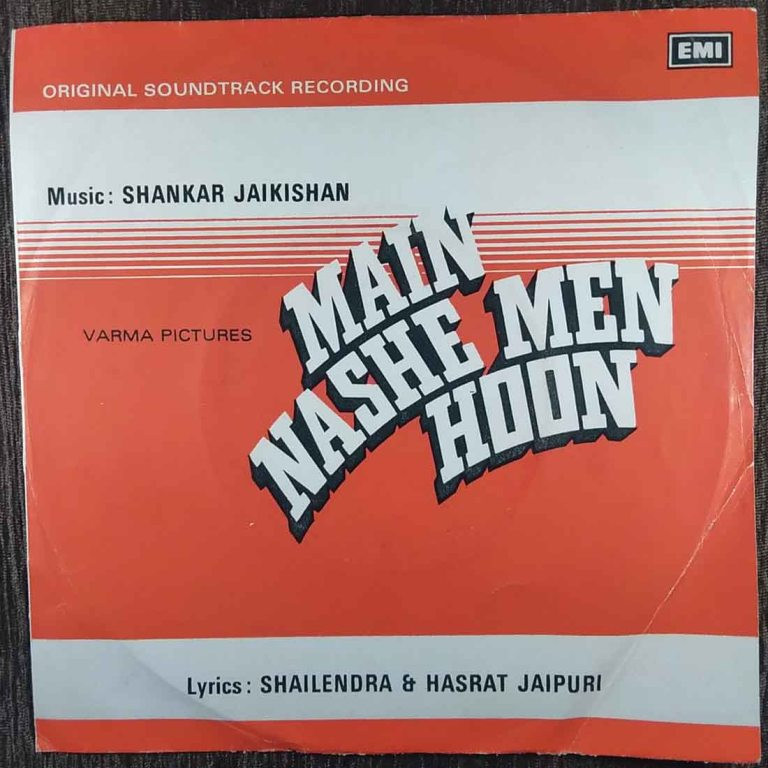 EMI
ORIGINAL SOUNDTRACK RECORDING
Music: SHANKAR JAIKISHAN
VARMA PICTURES
MAIN
NASHE MEN
HOON
Lyrics: SHAILENDRA & HASRAT JAIPURI